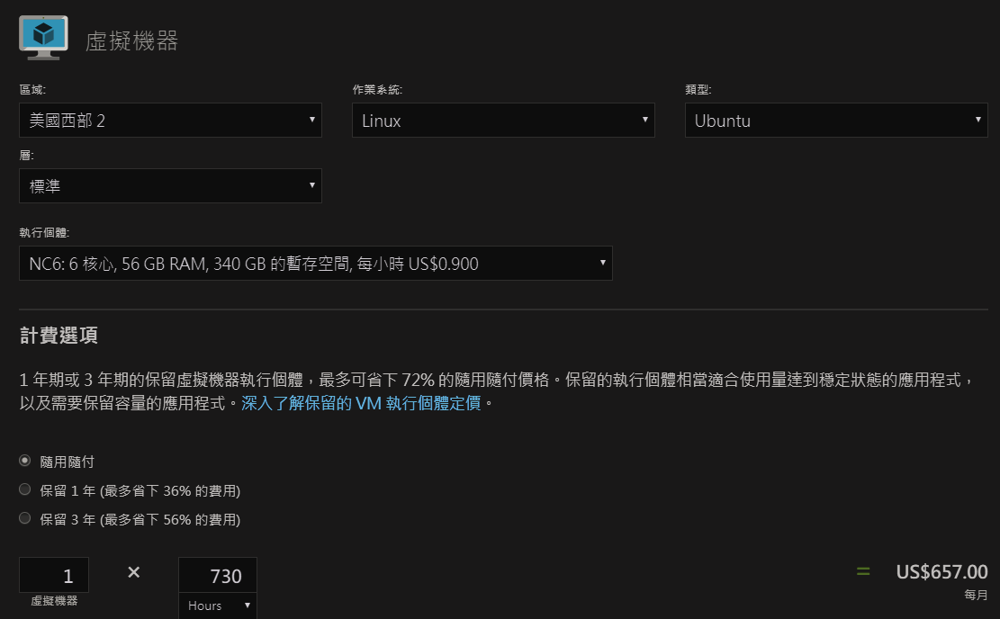 虛擬機器
區域: 作業系統: 類型:
美國西部 2 Linux Ubuntu
層:
標準
執行個體:
NC6: 6 核心, 56 GB RAM, 340 GB 的暫存空間, 每小時 US$0.900
計費選項
1 年期或 3 年期的保留虛擬機器執行個體，最多可省下 72% 的隨用隨付價格。保留的執行個體相當適合使用量達到穩定狀態的應用程式，
以及需要保留容量的應用程式。深入了解保留的 VM 執行個體定價。
隨用隨付
保留 1 年 (最多省下 36% 的費用)
保留 3 年 (最多省下 56% 的費用)
1 × 730 = US$657.00
虛擬機器 Hours 每月